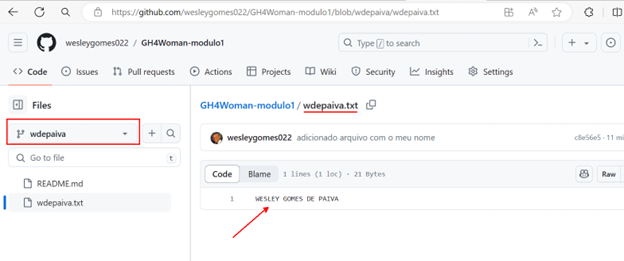 https://github.com/wesleygomes022/GH4Woman-modulo1/blob/wdepaiva/wdepaiva.txt
wesleygomes022 / GH4Woman-modulo1
Type / to search
Code Issues Pull requests Actions Projects Wiki Security Insights Settings
Files
GH4Woman-modulo1 / wdepaiva.txt
wdepaiva
wesleygomes022 adicionado arquivo com o meu nome c8e56e5 · 11 mi
Go to file t
Code Blame 1 lines (1 loc) · 21 Bytes Raw
README.md
1 WESLEY GOMES DE PAIVA
wdepaiva.txt